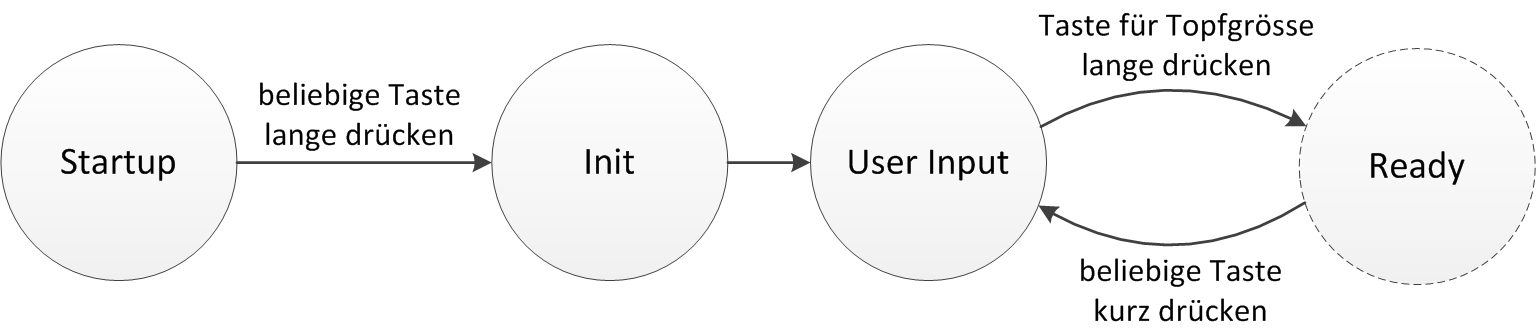 Taste für Topfgrösse
lange drücken
beliebige Taste
lange drücken
Startup
Init
User Input
Ready
beliebige Taste
kurz drücken